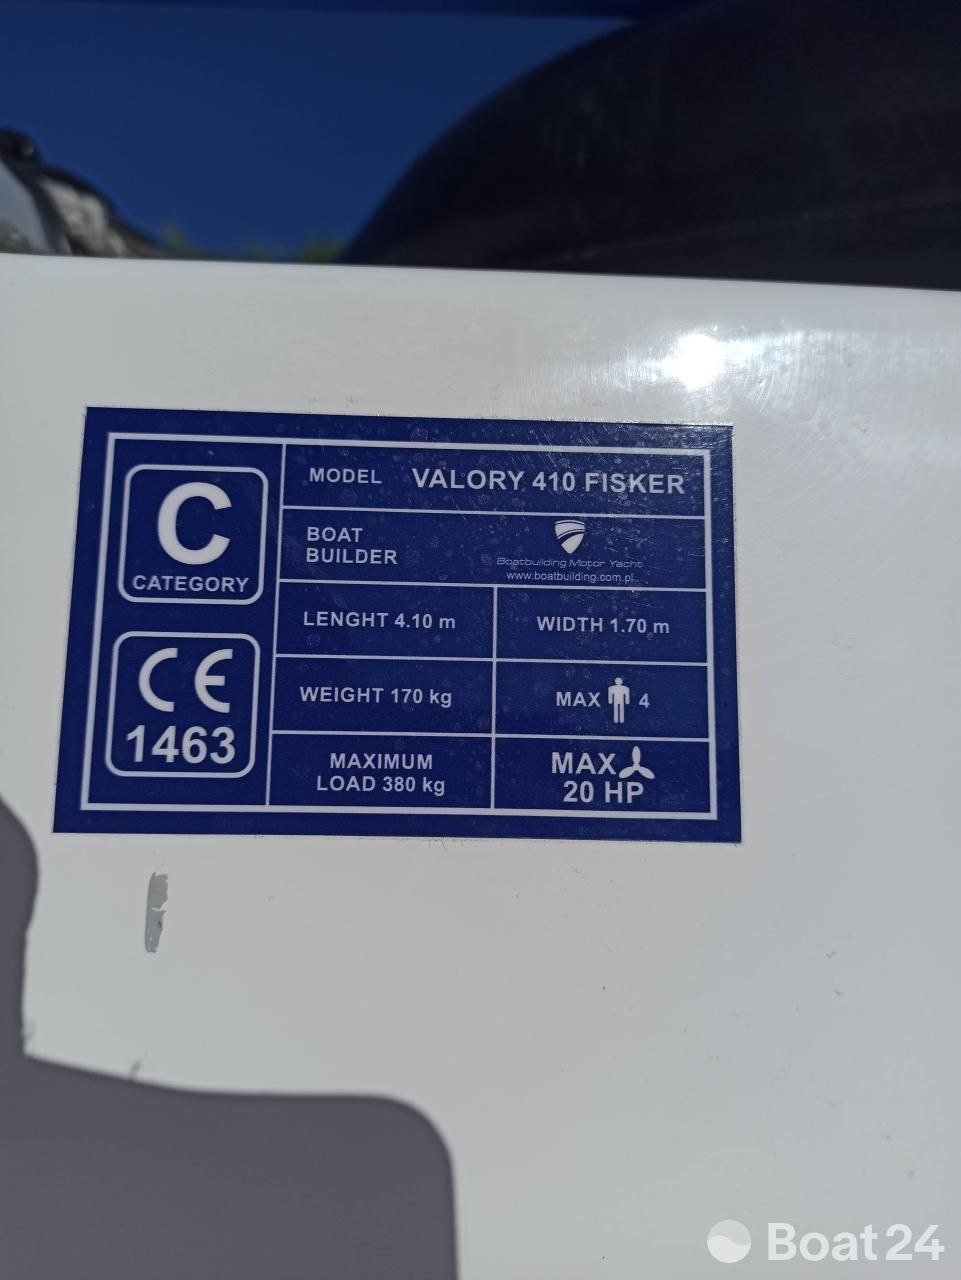 C
CATEGORY
CE
1463
MODEL VALORY 410 FISKER
BOAT
BUILDER
Boatbuilding Motor Yacht
www.boatbuilding.com.pl
LENGHT 4.10 m
WIDTH 1.70 m
WEIGHT 170 kg
MAX 4
MAXIMUM
LOAD 380 kg
MAX
20 HP
Boat24